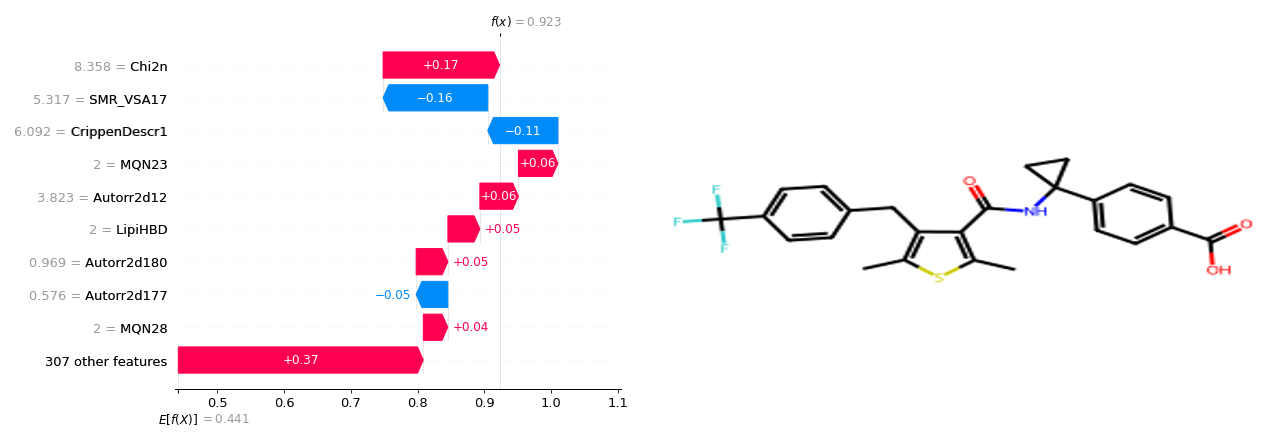 f(x) = 0.923
8.358 = Chi2n
+0.17
5.317 = SMR_VSA17
−0.16
6.092 = CrippenDescr1
−0.11
2 = MQN23
+0.06
3.823 = Autorr2d12
+0.06
2 = LipiHBD
+0.05
0.969 = Autorr2d180
+0.05
0.576 = Autorr2d177
−0.05
2 = MQN28
+0.04
307 other features
+0.37
0.5 0.6 0.7 0.8 0.9 1.0 1.1
E[f(X)] = 0.441
F
F
F
O
NH
S
O
OH